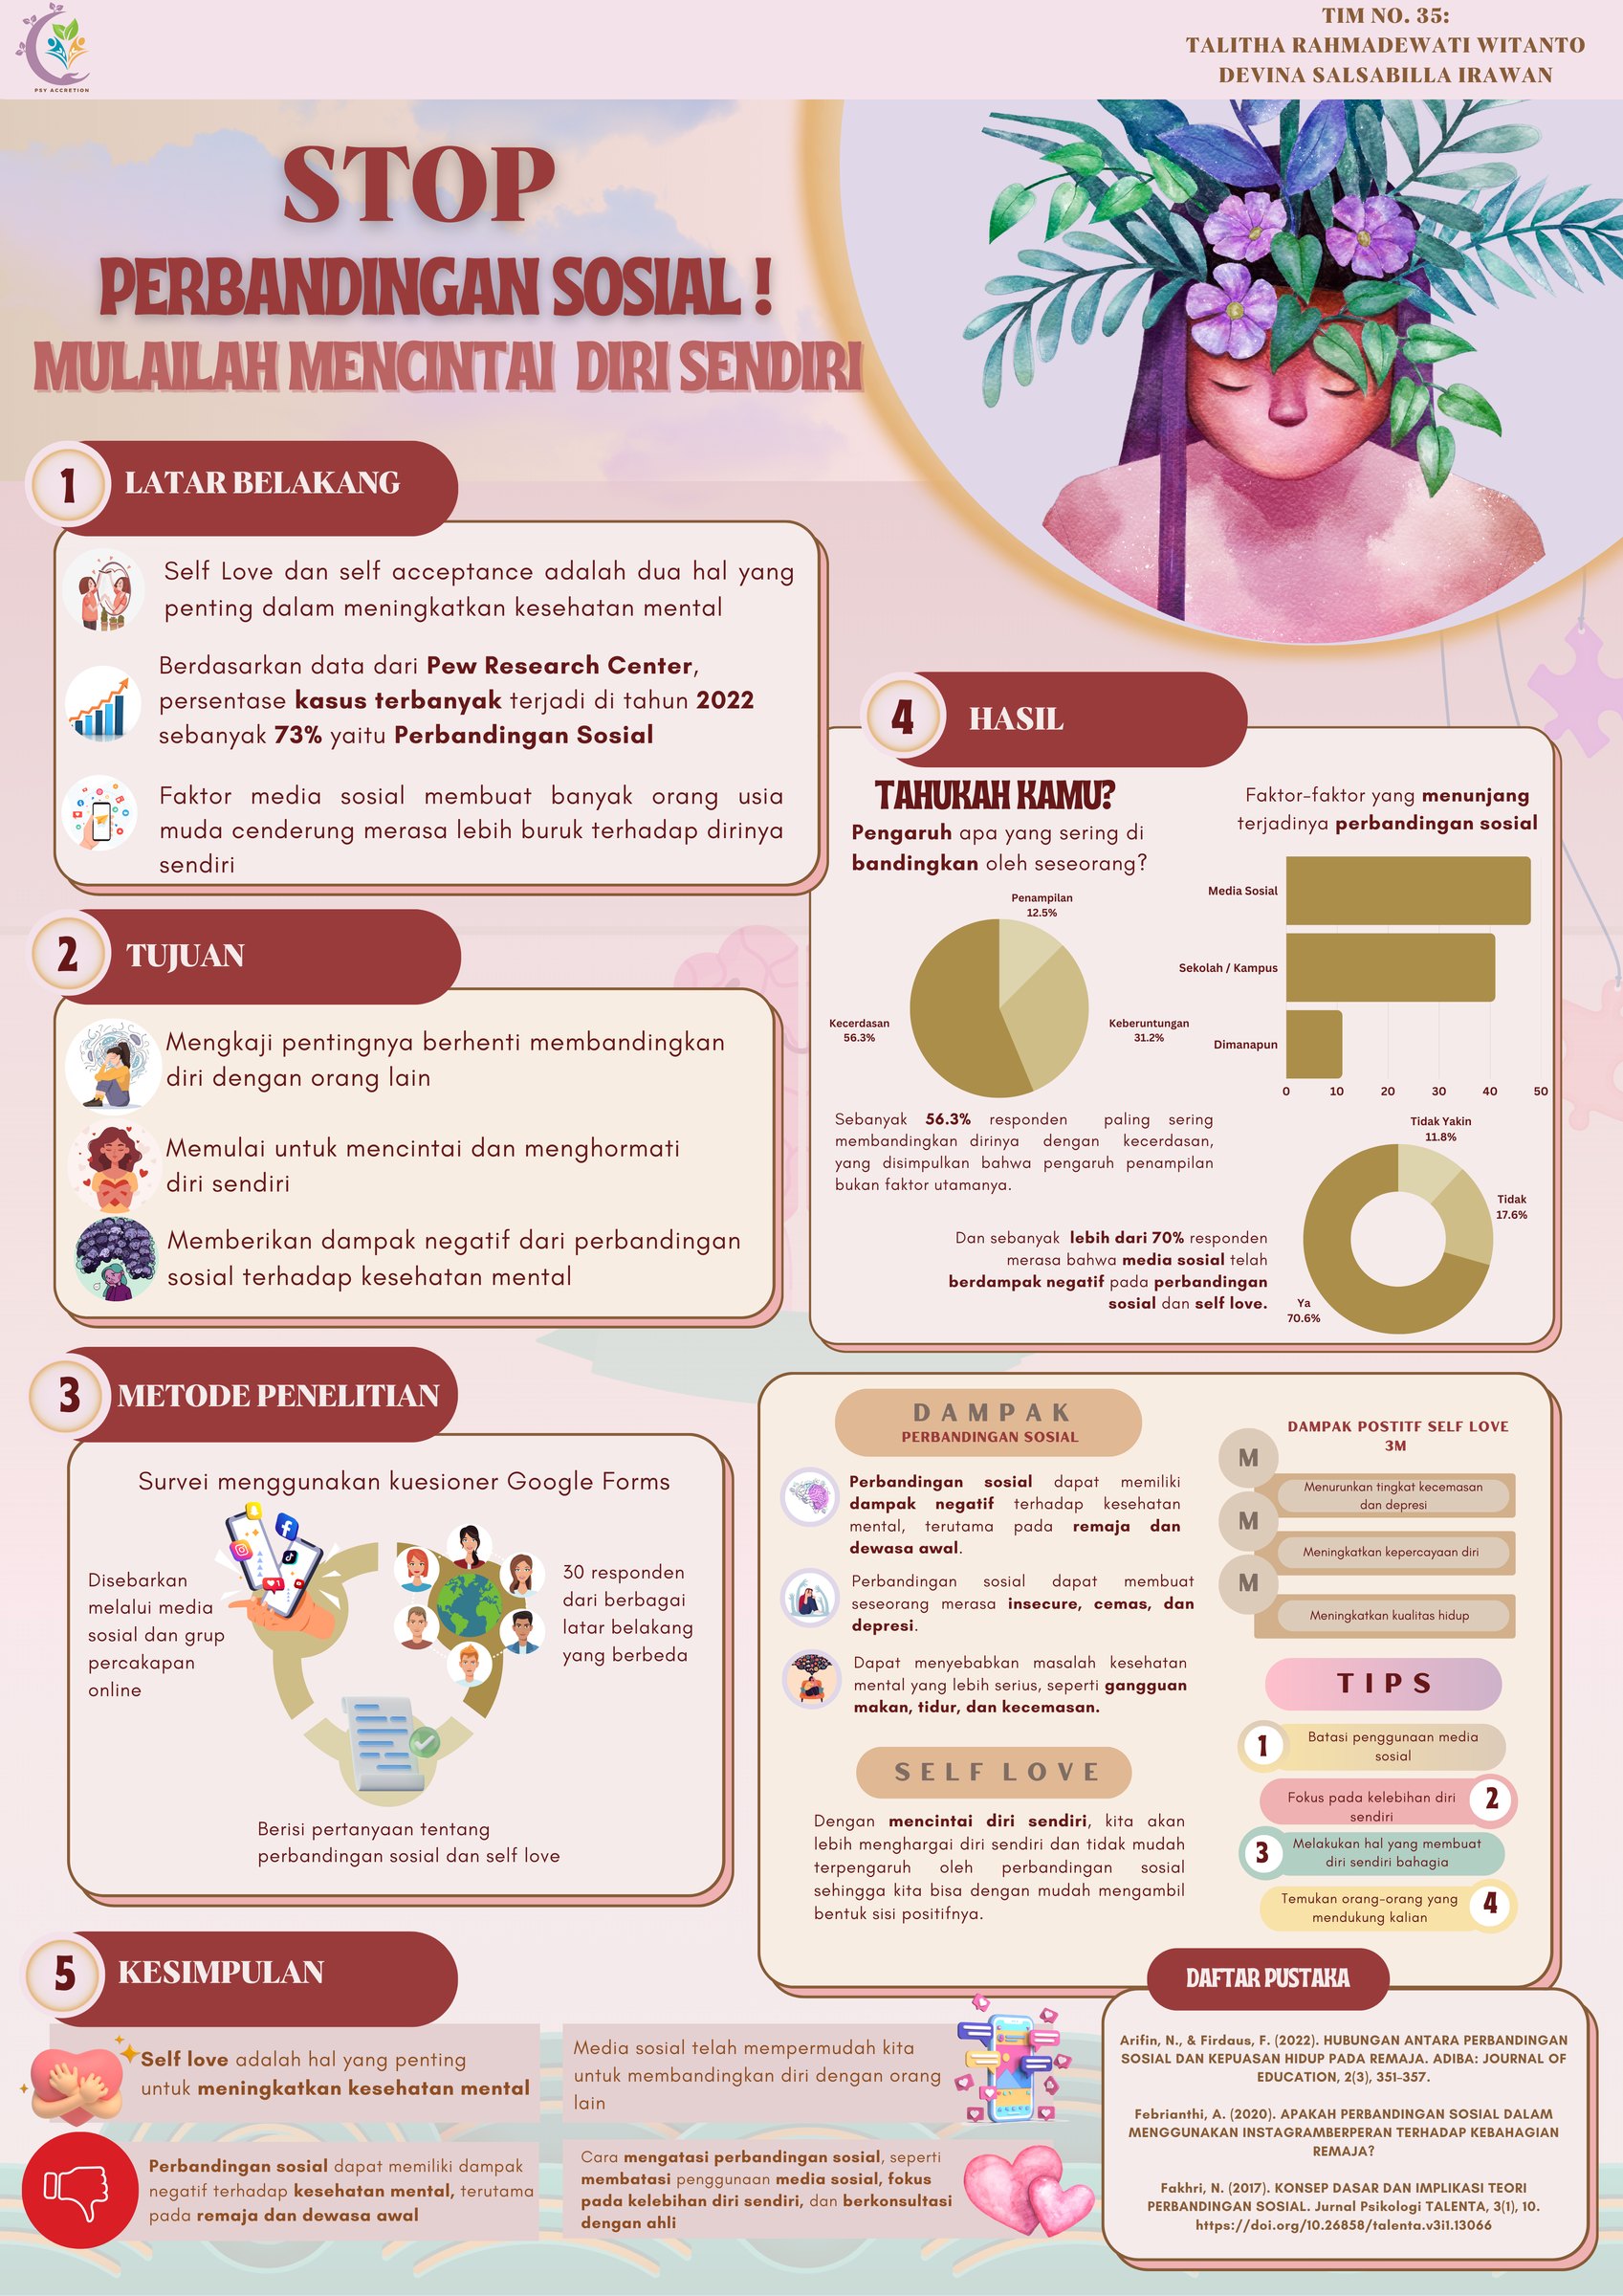 PSY ACCRETION
TIM NO. 35:
TALITHA RAHMADEWATI WITANTO
DEVINA SALSABILLA IRAWAN
STOP
PERBANDINGAN SOSIAL !
MULAILAH MENCINTAI DIRI SENDIRI
1 LATAR BELAKANG
Self Love dan self acceptance adalah dua hal yang
penting dalam meningkatkan kesehatan mental
Berdasarkan data dari Pew Research Center,
persentase kasus terbanyak terjadi di tahun 2022
sebanyak 73% yaitu Perbandingan Sosial
Faktor media sosial membuat banyak orang usia
muda cenderung merasa lebih buruk terhadap dirinya
sendiri
2 TUJUAN
Mengkaji pentingnya berhenti membandingkan
diri dengan orang lain
Memulai untuk mencintai dan menghormati
diri sendiri
Memberikan dampak negatif dari perbandingan
sosial terhadap kesehatan mental
3 METODE PENELITIAN
Survei menggunakan kuesioner Google Forms
Disebarkan
melalui media
sosial dan grup
percakapan
online
30 responden
dari berbagai
latar belakang
yang berbeda
Berisi pertanyaan tentang
perbandingan sosial dan self love
4 HASIL
TAHUKAH KAMU?
Pengaruh apa yang sering di
bandingkan oleh seseorang?
Penampilan
12.5%
Kecerdasan
56.3%
Keberuntungan
31.2%
Sebanyak 56.3% responden paling sering
membandingkan dirinya dengan kecerdasan,
yang disimpulkan bahwa pengaruh penampilan
bukan faktor utamanya.
Faktor-faktor yang menunjang
terjadinya perbandingan sosial
Media Sosial
Sekolah / Kampus
Dimanapun
0 10 20 30 40 50
Dan sebanyak lebih dari 70% responden
merasa bahwa media sosial telah
berdampak negatif pada perbandingan
sosial dan self love.
Tidak Yakin
11.8%
Tidak
17.6%
Ya
70.6%
DAMPAK
PERBANDINGAN SOSIAL
Perbandingan sosial dapat memiliki
dampak negatif terhadap kesehatan
mental, terutama pada remaja dan
dewasa awal.
Perbandingan sosial dapat membuat
seseorang merasa insecure, cemas, dan
depresi.
Dapat menyebabkan masalah kesehatan
mental yang lebih serius, seperti gangguan
makan, tidur, dan kecemasan.
SELF LOVE
Dengan mencintai diri sendiri, kita akan
lebih menghargai diri sendiri dan tidak mudah
terpengaruh oleh perbandingan sosial
sehingga kita bisa dengan mudah mengambil
bentuk sisi positifnya.
DAMPAK POSTITF SELF LOVE
3M
M
Menurunkan tingkat kecemasan
dan depresi
M
Meningkatkan kepercayaan diri
M
Meningkatkan kualitas hidup
TIPS
1
Batasi penggunaan media
sosial
Fokus pada kelebihan diri
sendiri
2
3
Melakukan hal yang membuat
diri sendiri bahagia
Temukan orang-orang yang
mendukung kalian
4
5 KESIMPULAN
Self love adalah hal yang penting
untuk meningkatkan kesehatan mental
Media sosial telah mempermudah kita
untuk membandingkan diri dengan orang
lain
Perbandingan sosial dapat memiliki dampak
negatif terhadap kesehatan mental, terutama
pada remaja dan dewasa awal
Cara mengatasi perbandingan sosial, seperti
membatasi penggunaan media sosial, fokus
pada kelebihan diri sendiri, dan berkonsultasi
dengan ahli
DAFTAR PUSTAKA
Arifin, N., & Firdaus, F. (2022). HUBUNGAN ANTARA PERBANDINGAN
SOSIAL DAN KEPUASAN HIDUP PADA REMAJA. ADIBA: JOURNAL OF
EDUCATION, 2(3), 351-357.
Febrianthi, A. (2020). APAKAH PERBANDINGAN SOSIAL DALAM
MENGGUNAKAN INSTAGRAMBERPERAN TERHADAP KEBAHAGIAN
REMAJA?
Fakhri, N. (2017). KONSEP DASAR DAN IMPLIKASI TEORI
PERBANDINGAN SOSIAL. Jurnal Psikologi TALENTA, 3(1), 10.
https://doi.org/10.26858/talenta.v3i1.13066